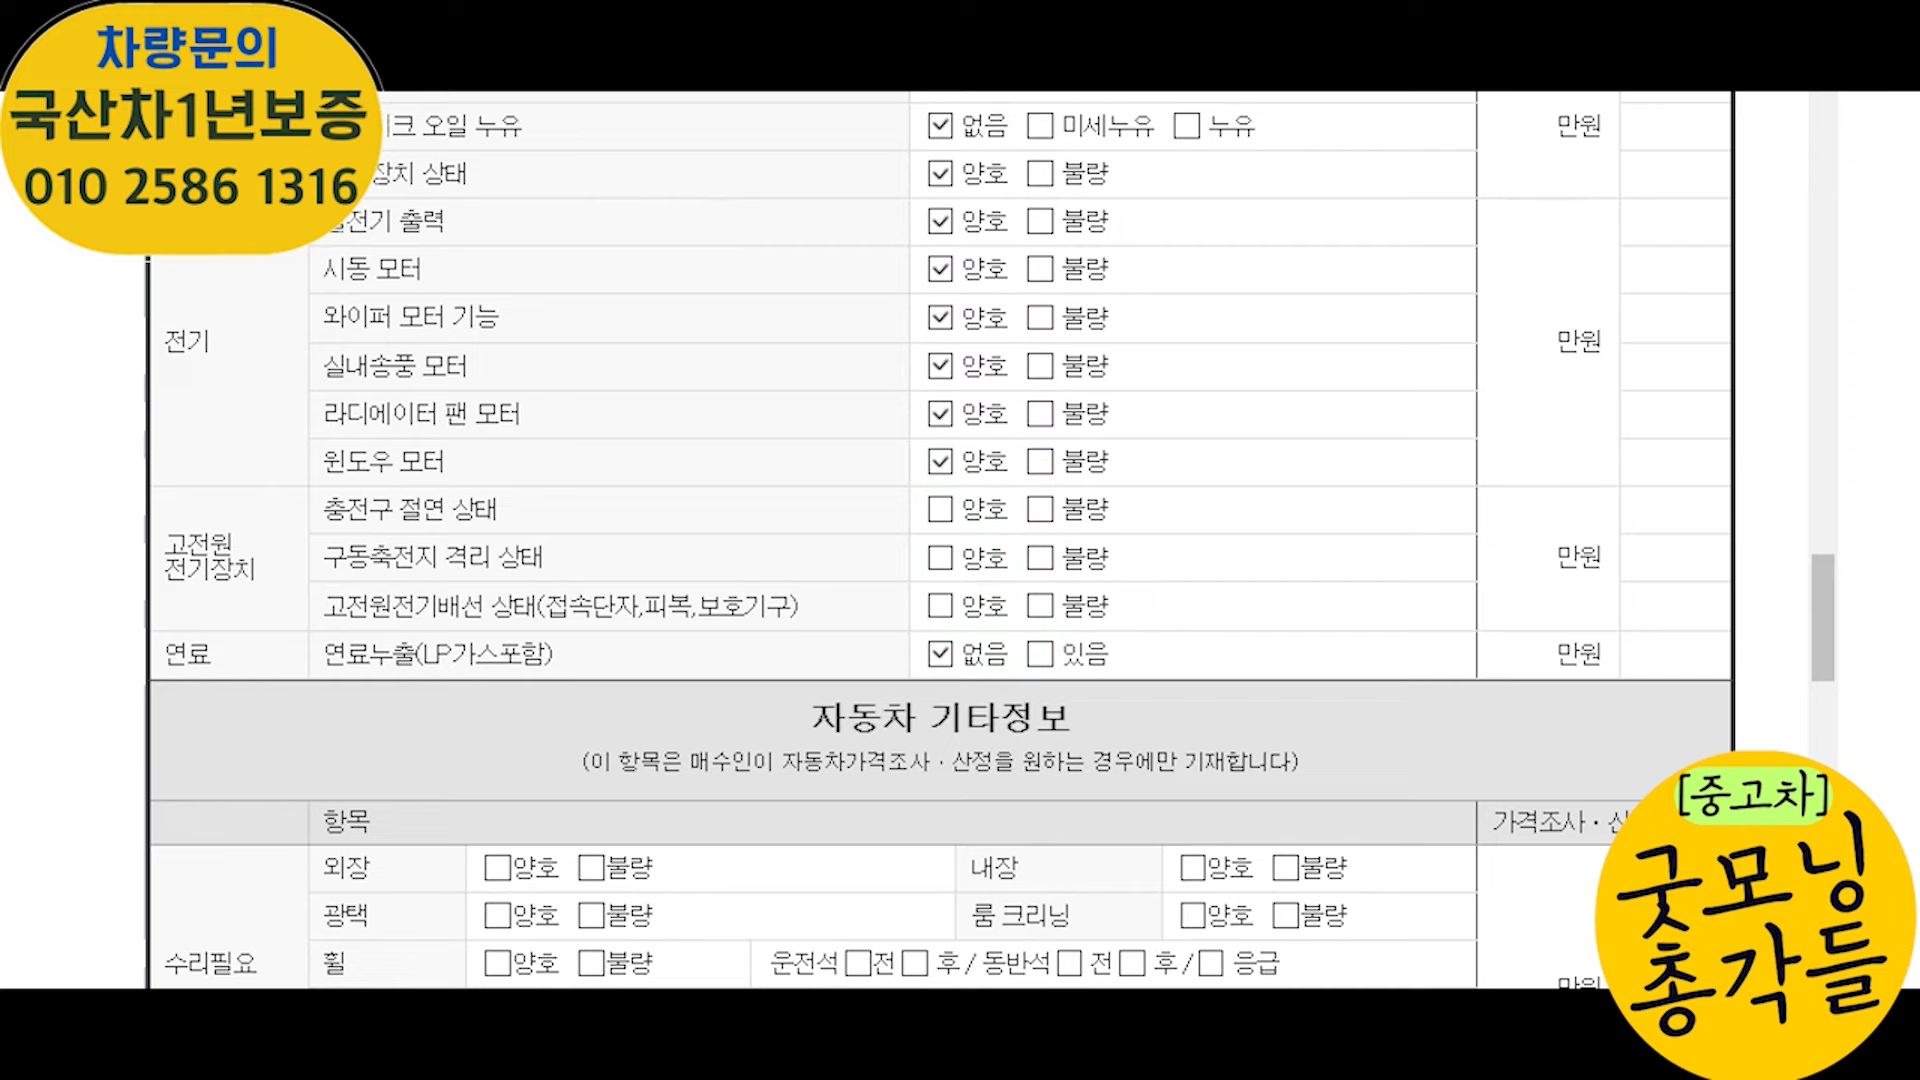 차량문의
국산차1년보증
010 2586 1316
크 오일 누유 없음 미세누유 누유 만원
장치 상태 양호 불량
전기 출력 양호 불량
시동 모터 양호 불량
와이퍼 모터 기능 양호 불량
전기 만원
실내송풍 모터 양호 불량
라디에이터 팬 모터 양호 불량
윈도우 모터 양호 불량
충전구 절연 상태 양호 불량
고전원
전기장치
구동축전지 격리 상태 양호 불량 만원
고전원전기배선 상태(접속단자,피복,보호기구) 양호 불량
연료 연료누출(LP가스포함) 없음 있음 만원
자동차 기타정보
(이 항목은 매수인이 자동차가격조사·산정을 원하는 경우에만 기재합니다)
항목 가격조사·산
외장 양호 불량 내장 양호 불량
광택 양호 불량 룸 크리닝 양호 불량
수리필요 휠 양호 불량 운전석 전 후 / 동반석 전 후 / 응급
[중고차]
굿모닝
총각들